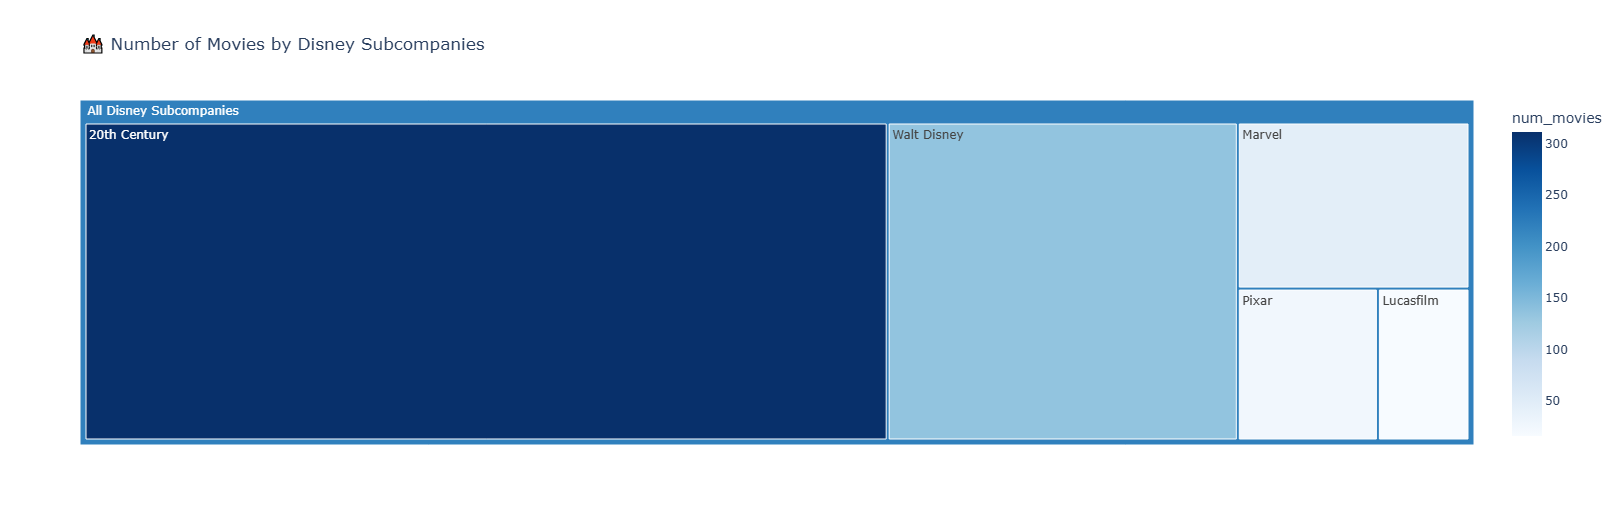 🏰 Number of Movies by Disney Subcompanies
All Disney Subcompanies
20th Century
Walt Disney
Marvel
Pixar
Lucasfilm
num_movies
300
250
200
150
100
50